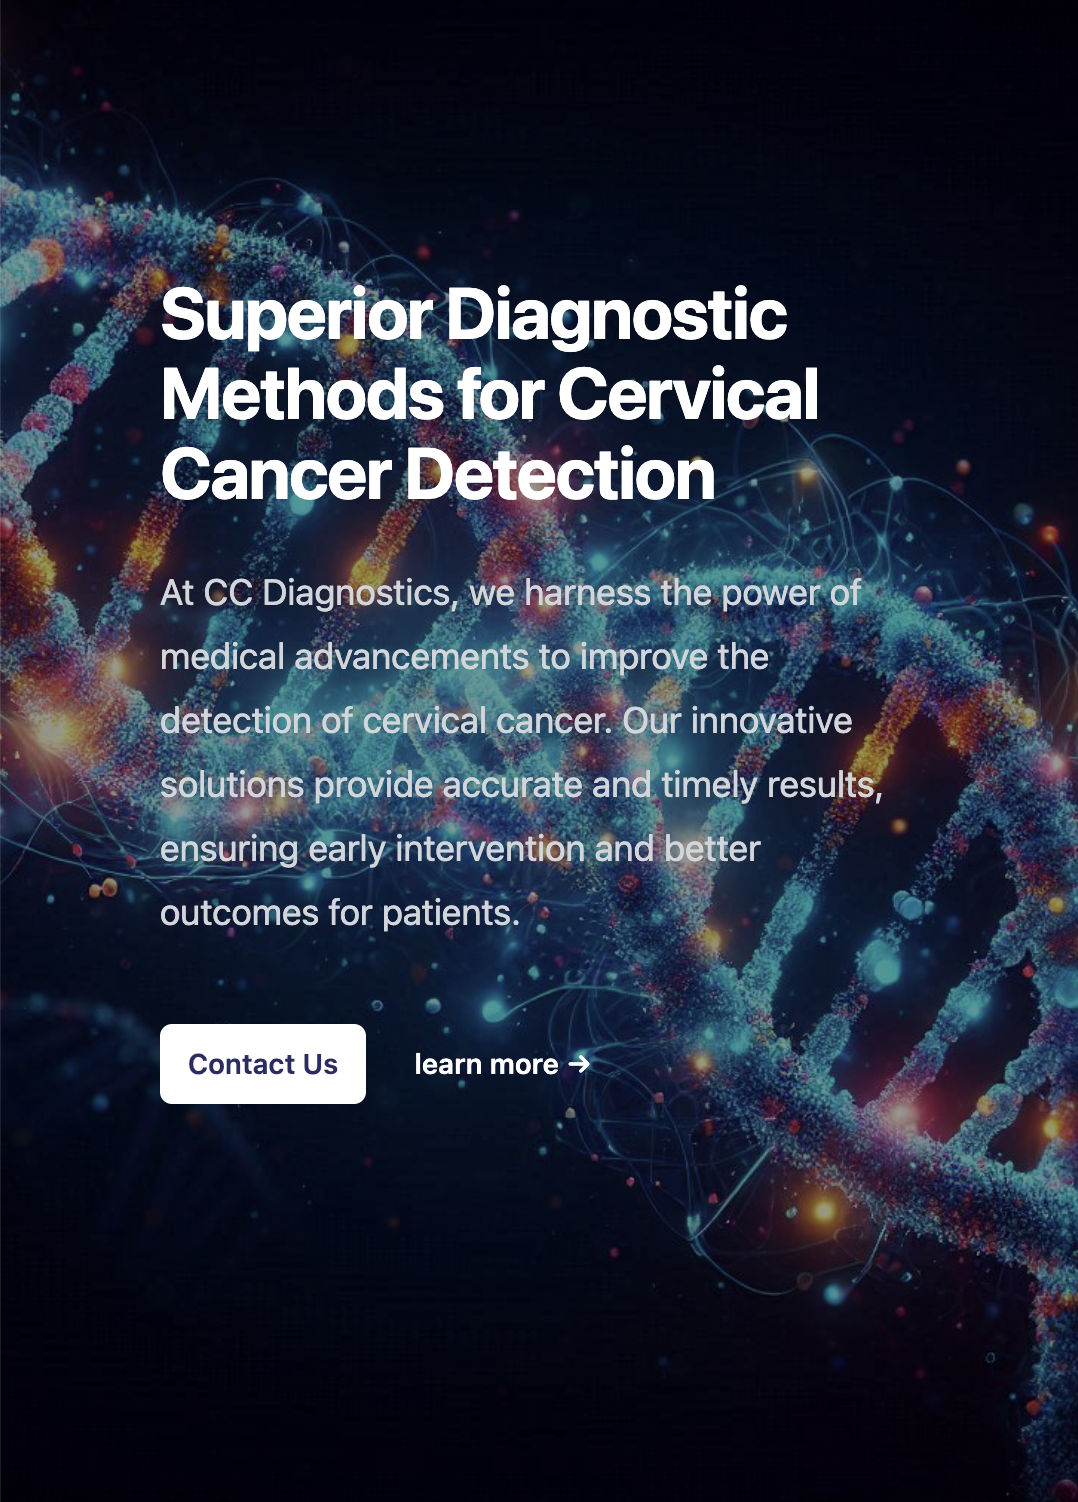 Superior Diagnostic
Methods for Cervical
Cancer Detection
At CC Diagnostics, we harness the power of
medical advancements to improve the
detection of cervical cancer. Our innovative
solutions provide accurate and timely results,
ensuring early intervention and better
outcomes for patients.
Contact Us
learn more →